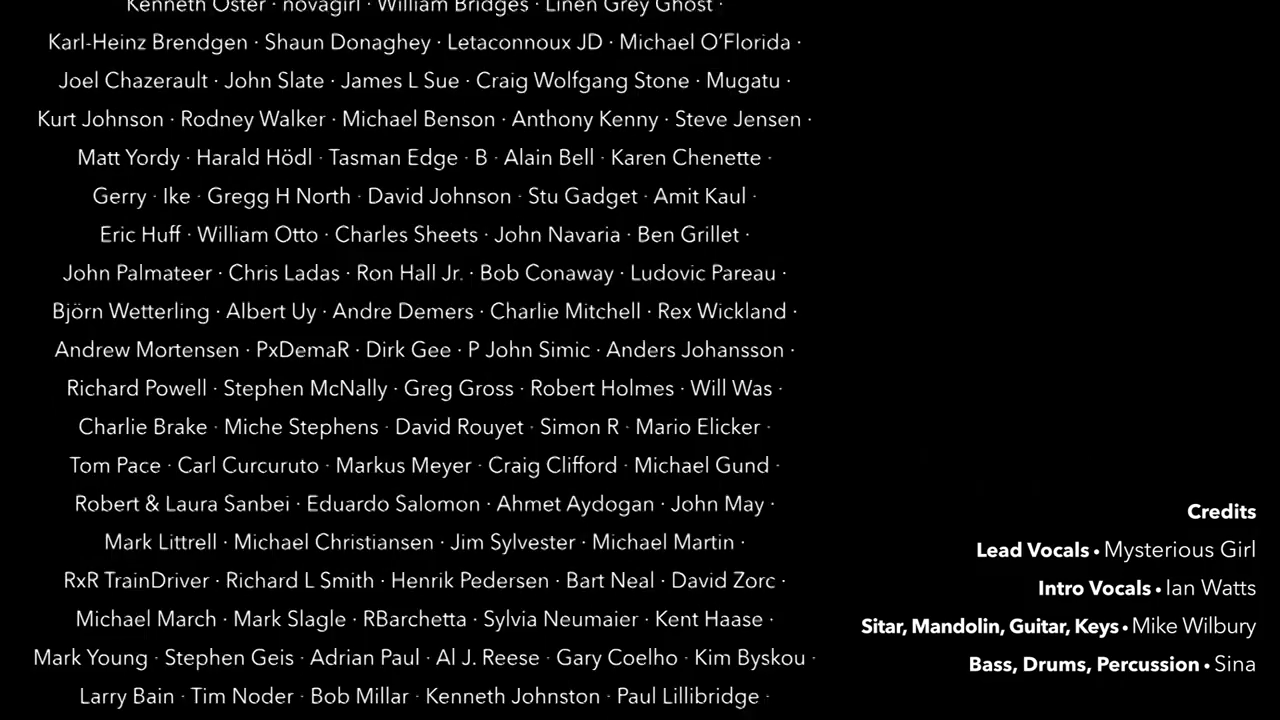 Kenneth Oster · novagirl · William Bridges · Linen Grey Ghost ·
Karl-Heinz Brendgen · Shaun Donaghey · Letaconnoux JD · Michael O’Florida ·
Joel Chazerault · John Slate · James L Sue · Craig Wolfgang Stone · Mugatu ·
Kurt Johnson · Rodney Walker · Michael Benson · Anthony Kenny · Steve Jensen ·
Matt Yordy · Harald Hödl · Tasman Edge · B · Alain Bell · Karen Chenette ·
Gerry · Ike · Gregg H North · David Johnson · Stu Gadget · Amit Kaul ·
Eric Huff · William Otto · Charles Sheets · John Navaria · Ben Grillet ·
John Palmateer · Chris Ladas · Ron Hall Jr. · Bob Conaway · Ludovic Pareau ·
Björn Wetterling · Albert Uy · Andre Demers · Charlie Mitchell · Rex Wickland ·
Andrew Mortensen · PxDemaR · Dirk Gee · P John Simic · Anders Johansson ·
Richard Powell · Stephen McNally · Greg Gross · Robert Holmes · Will Was ·
Charlie Brake · Miche Stephens · David Rouyet · Simon R · Mario Elicker ·
Tom Pace · Carl Curcuruto · Markus Meyer · Craig Clifford · Michael Gund ·
Robert & Laura Sanbei · Eduardo Salomon · Ahmet Aydogan · John May ·
Mark Littrell · Michael Christiansen · Jim Sylvester · Michael Martin ·
RxR TrainDriver · Richard L Smith · Henrik Pedersen · Bart Neal · David Zorc ·
Michael March · Mark Slagle · RBarchetta · Sylvia Neumaier · Kent Haase ·
Mark Young · Stephen Geis · Adrian Paul · Al J. Reese · Gary Coelho · Kim Byskou ·
Larry Bain · Tim Noder · Bob Millar · Kenneth Johnston · Paul Lillibridge ·
Credits
Lead Vocals • Mysterious Girl
Intro Vocals • Ian Watts
Sitar, Mandolin, Guitar, Keys • Mike Wilbury
Bass, Drums, Percussion • Sina